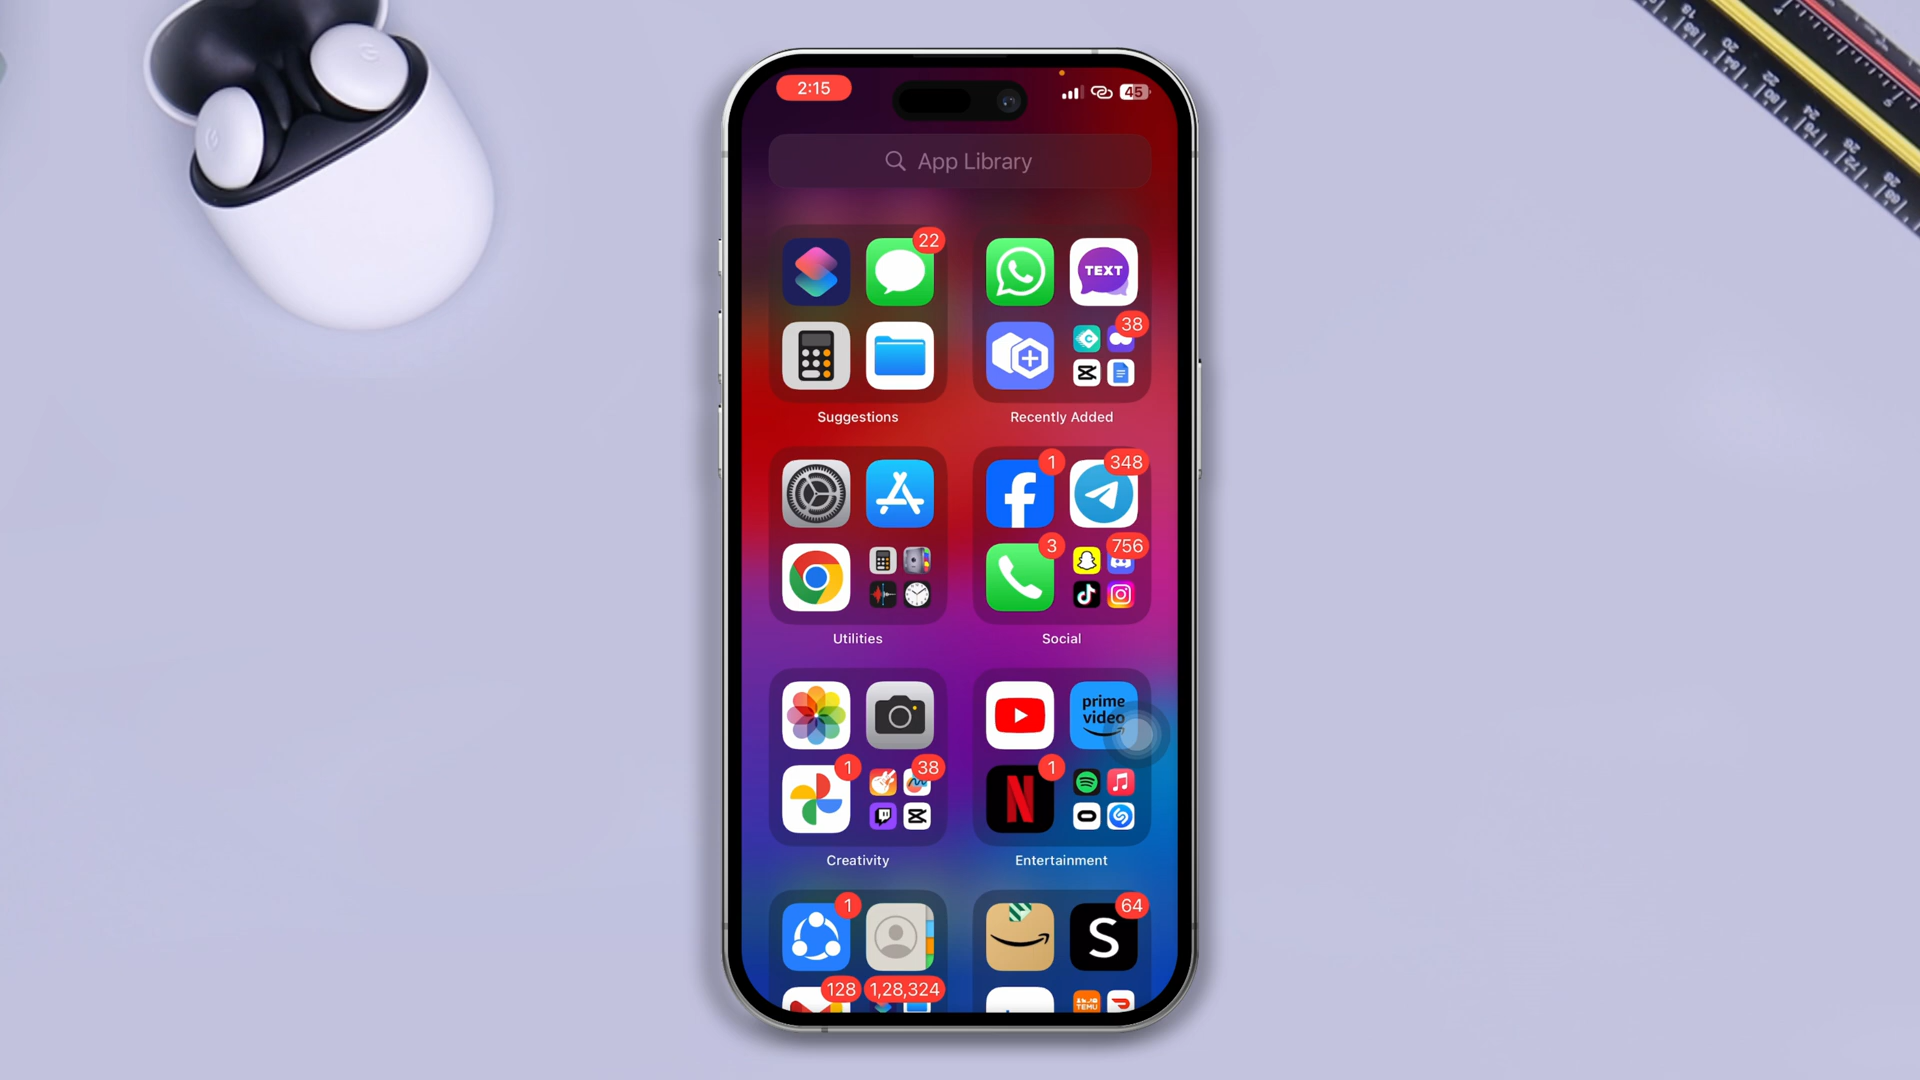 2:15
45
App Library
22
TEXT
38
Suggestions
Recently Added
1
348
3
756
Utilities
Social
prime
video
1
38
1
Creativity
Entertainment
1
64
S
128
1,28,324
TEMU